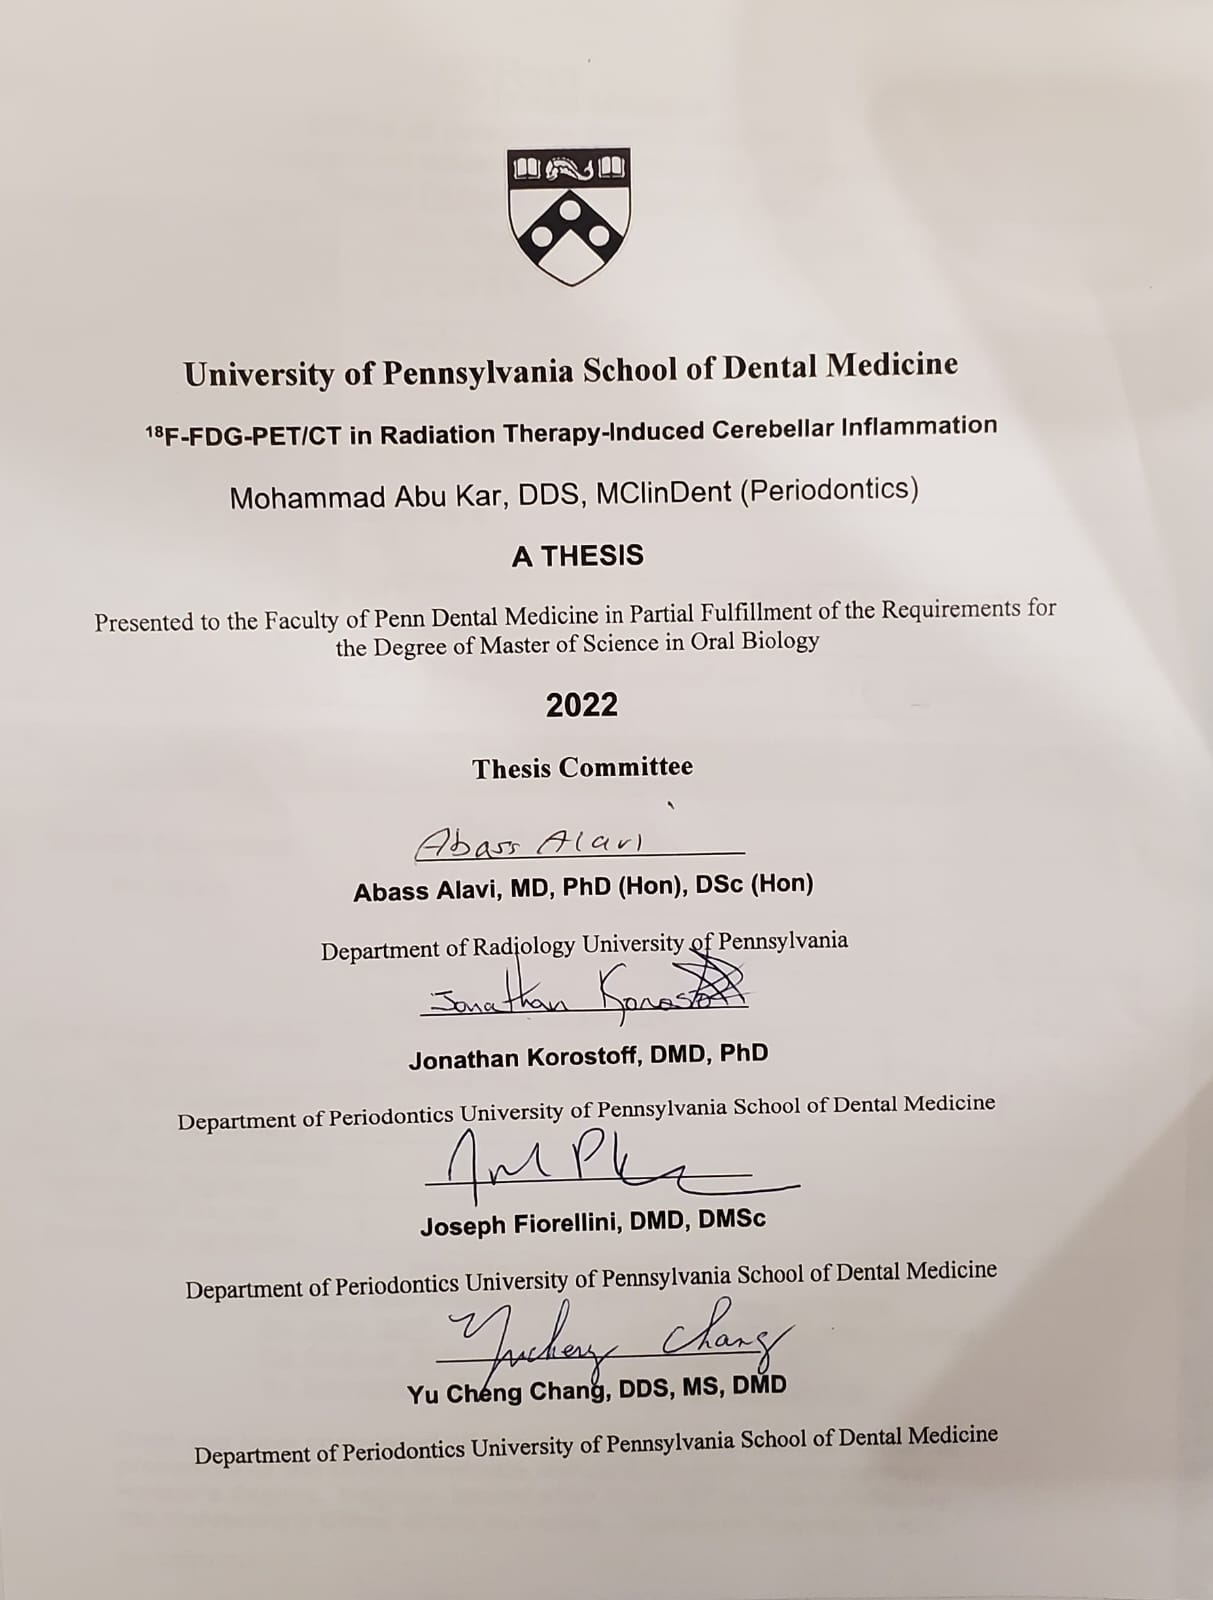 University of Pennsylvania School of Dental Medicine
¹⁸F-FDG-PET/CT in Radiation Therapy-Induced Cerebellar Inflammation
Mohammad Abu Kar, DDS, MClinDent (Periodontics)
A THESIS
Presented to the Faculty of Penn Dental Medicine in Partial Fulfillment of the Requirements for
the Degree of Master of Science in Oral Biology
2022
Thesis Committee
Abass Alavi
Abass Alavi, MD, PhD (Hon), DSc (Hon)
Department of Radiology University of Pennsylvania
Jonathan Korostoff
Jonathan Korostoff, DMD, PhD
Department of Periodontics University of Pennsylvania School of Dental Medicine
Joseph Fiorellini, DMD, DMSc
Department of Periodontics University of Pennsylvania School of Dental Medicine
Yucheng Chang
Yu Cheng Chang, DDS, MS, DMD
Department of Periodontics University of Pennsylvania School of Dental Medicine